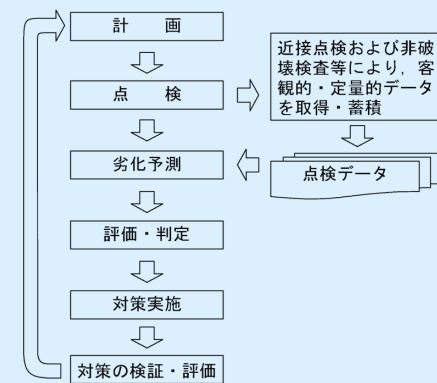 計　画
点　検
近接点検および非破
壊検査等により，客
観的・定量的データ
を取得・蓄積
点検データ
劣化予測
評価・判定
対策実施
対策の検証・評価